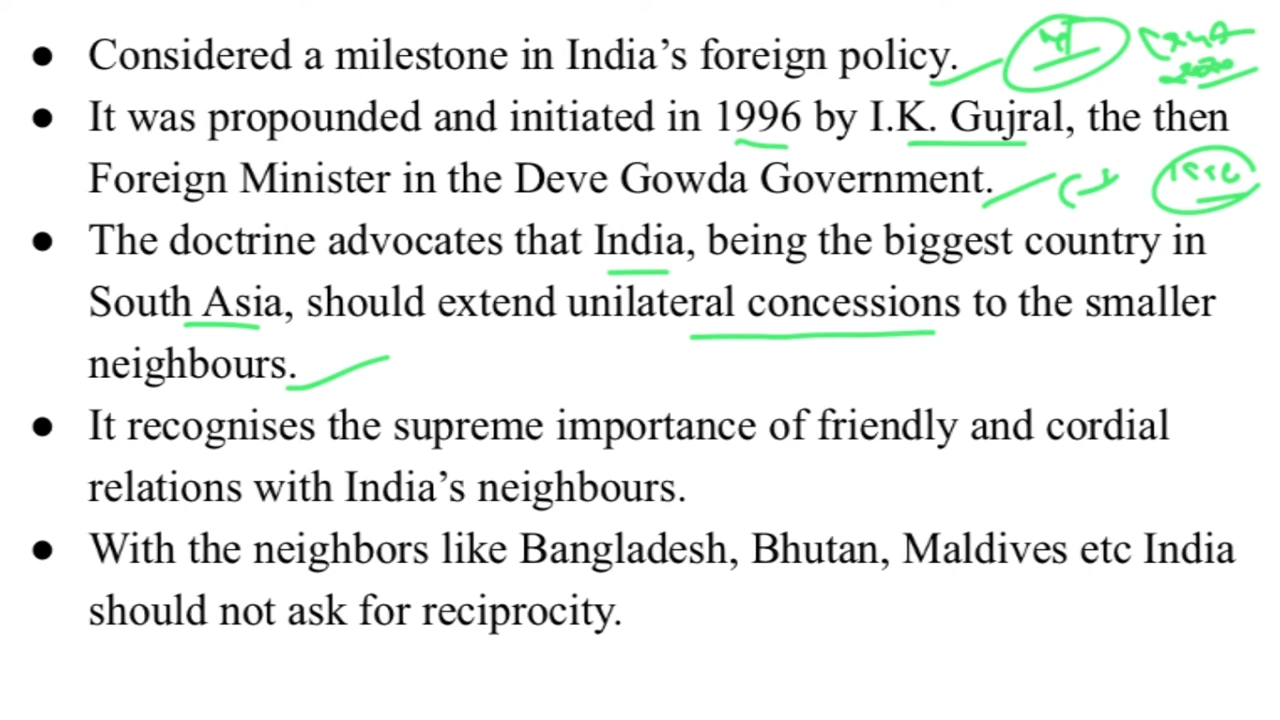 ● Considered a milestone in India’s foreign policy.
● It was propounded and initiated in 1996 by I.K. Gujral, the then
Foreign Minister in the Deve Gowda Government.
● The doctrine advocates that India, being the biggest country in
South Asia, should extend unilateral concessions to the smaller
neighbours.
● It recognises the supreme importance of friendly and cordial
relations with India’s neighbours.
● With the neighbors like Bangladesh, Bhutan, Maldives etc India
should not ask for reciprocity.